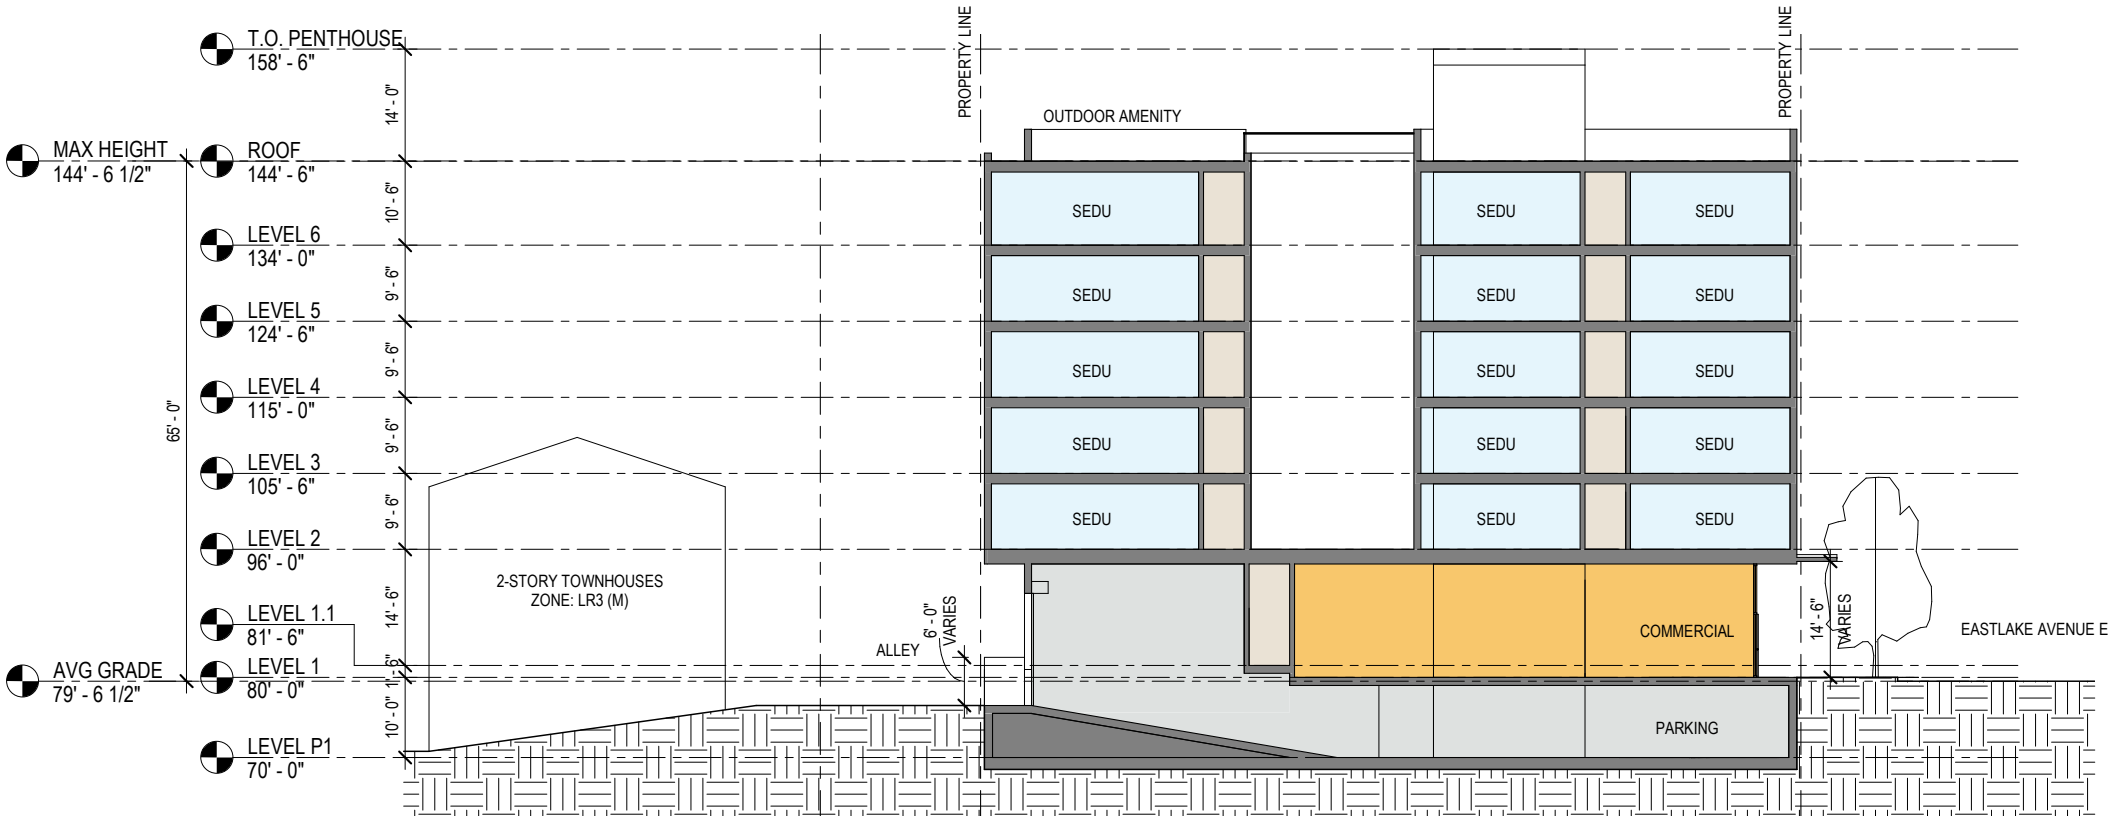 T.O. PENTHOUSE
158' - 6"
PROPERTY LINE
PROPERTY LINE
14' - 0"
OUTDOOR AMENITY
MAX HEIGHT
144' - 6 1/2"
ROOF
144' - 6"
10' - 6"
SEDU
SEDU
SEDU
LEVEL 6
134' - 0"
9' - 6"
SEDU
SEDU
SEDU
LEVEL 5
124' - 6"
9' - 6"
SEDU
SEDU
SEDU
LEVEL 4
115' - 0"
65' - 0"
9' - 6"
SEDU
SEDU
SEDU
LEVEL 3
105' - 6"
9' - 6"
SEDU
SEDU
SEDU
LEVEL 2
96' - 0"
2-STORY TOWNHOUSES
ZONE: LR3 (M)
14' - 6"
LEVEL 1.1
81' - 6"
6' - 0"
VARIES
COMMERCIAL
14' - 6"
VARIES
EASTLAKE AVENUE E
ALLEY
AVG GRADE
79' - 6 1/2"
LEVEL 1
80' - 0"
1' - 6"
10' - 0"
PARKING
LEVEL P1
70' - 0"